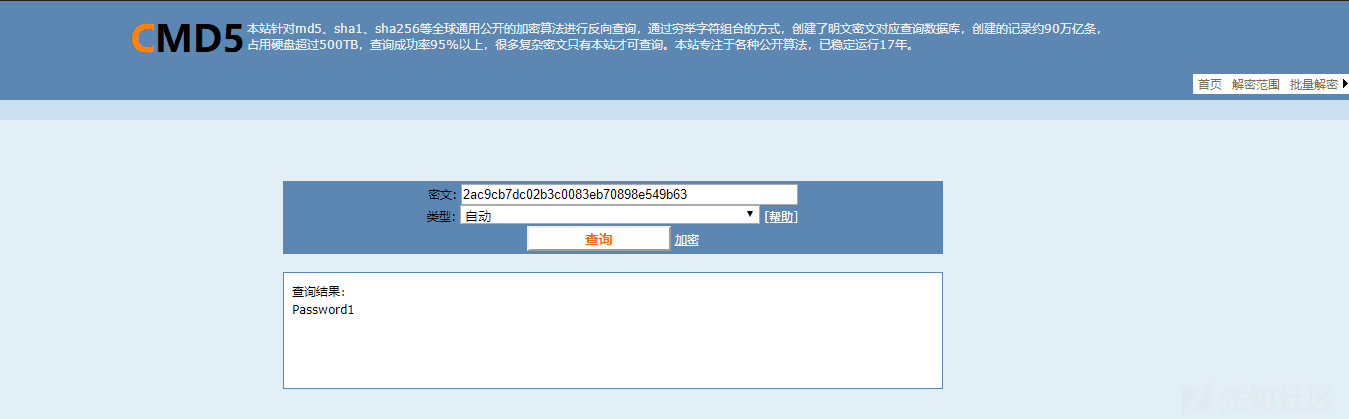 CMD5
本站针对md5、sha1、sha256等全球通用公开的加密算法进行反向查询，通过穷举字符组合的方式，创建了明文密文对应查询数据库，创建的记录约90万亿条，
占用硬盘超过500TB，查询成功率95%以上，很多复杂密文只有本站才可查询。本站专注于各种公开算法，已稳定运行17年。
首页 解密范围 批量解密
密文: 2ac9cb7dc02b3c0083eb70898e549b63
类型: 自动 [帮助]
查询 加密
查询结果:
Password1
先知社区